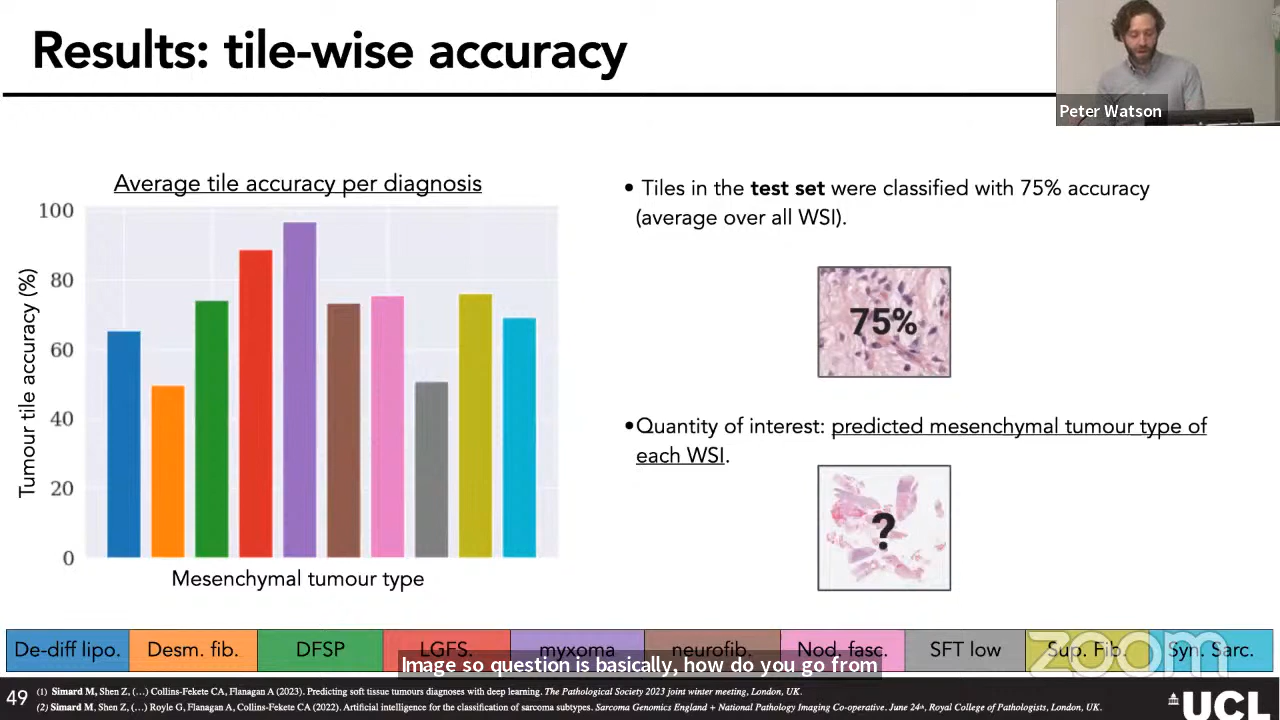 Results: tile-wise accuracy
Peter Watson
Average tile accuracy per diagnosis
100
80
60
40
20
0
Tumour tile accuracy (%)
Mesenchymal tumour type
• Tiles in the test set were classified with 75% accuracy
(average over all WSI).
75%
•Quantity of interest: predicted mesenchymal tumour type of
each WSI.
?
De-diff lipo.
Desm. fib.
DFSP
LGFS.
myxoma
neurofib.
Nod. fasc.
SFT low
Sup. Fib.
Syn. Sarc.
zoom
Image so question is basically, how do you go from
49
(1) Simard M, Shen Z, (…) Collins-Fekete CA, Flanagan A (2023). Predicting soft tissue tumours diagnoses with deep learning. The Pathological Society 2023 joint winter meeting, London, UK.
(2) Simard M, Shen Z, (…) Royle G, Flanagan A, Collins-Fekete CA (2022). Artificial intelligence for the classification of sarcoma subtypes. Sarcoma Genomics England + National Pathology Imaging Co-operative. June 24th, Royal College of Pathologists, London, UK.
UCL